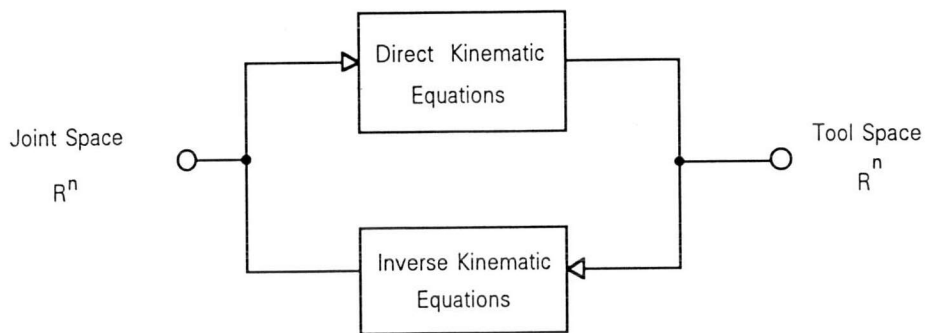 Direct Kinematic
Equations
Joint Space
R^n
Tool Space
R^n
Inverse Kinematic
Equations